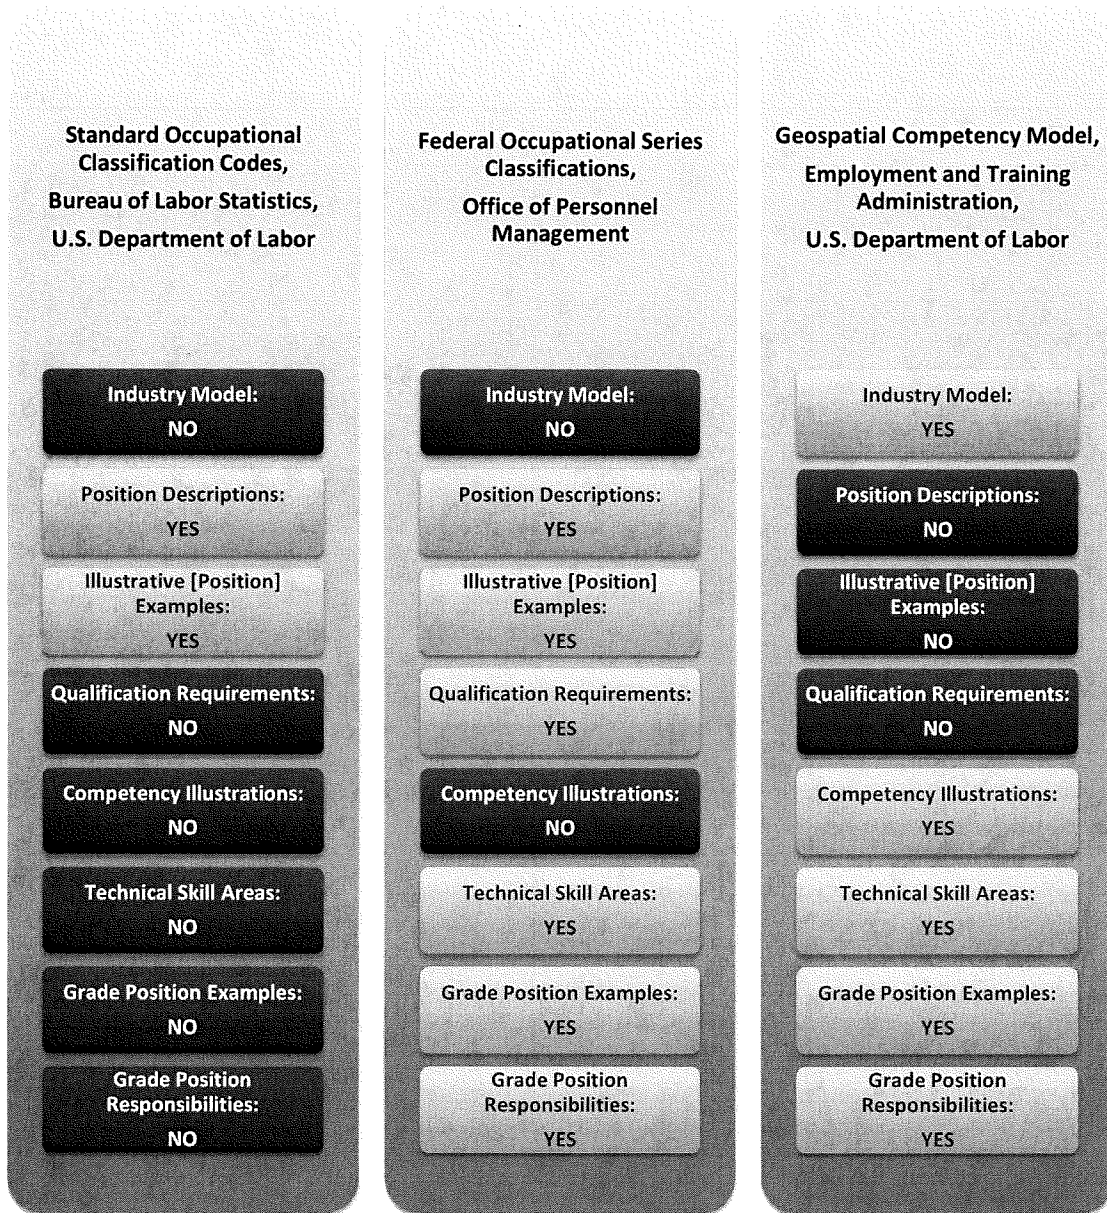 Standard Occupational
Classification Codes,
Bureau of Labor Statistics,
U.S. Department of Labor
Industry Model:
NO
Position Descriptions:
YES
Illustrative [Position]
Examples:
YES
Qualification Requirements:
NO
Competency Illustrations:
NO
Technical Skill Areas:
NO
Grade Position Examples:
NO
Grade Position
Responsibilities:
NO
Federal Occupational Series
Classifications,
Office of Personnel
Management
Industry Model:
NO
Position Descriptions:
YES
Illustrative [Position]
Examples:
YES
Qualification Requirements:
YES
Competency Illustrations:
NO
Technical Skill Areas:
YES
Grade Position Examples:
YES
Grade Position
Responsibilities:
YES
Geospatial Competency Model,
Employment and Training
Administration,
U.S. Department of Labor
Industry Model:
YES
Position Descriptions:
NO
Illustrative [Position]
Examples:
NO
Qualification Requirements:
NO
Competency Illustrations:
YES
Technical Skill Areas:
YES
Grade Position Examples:
YES
Grade Position
Responsibilities:
YES